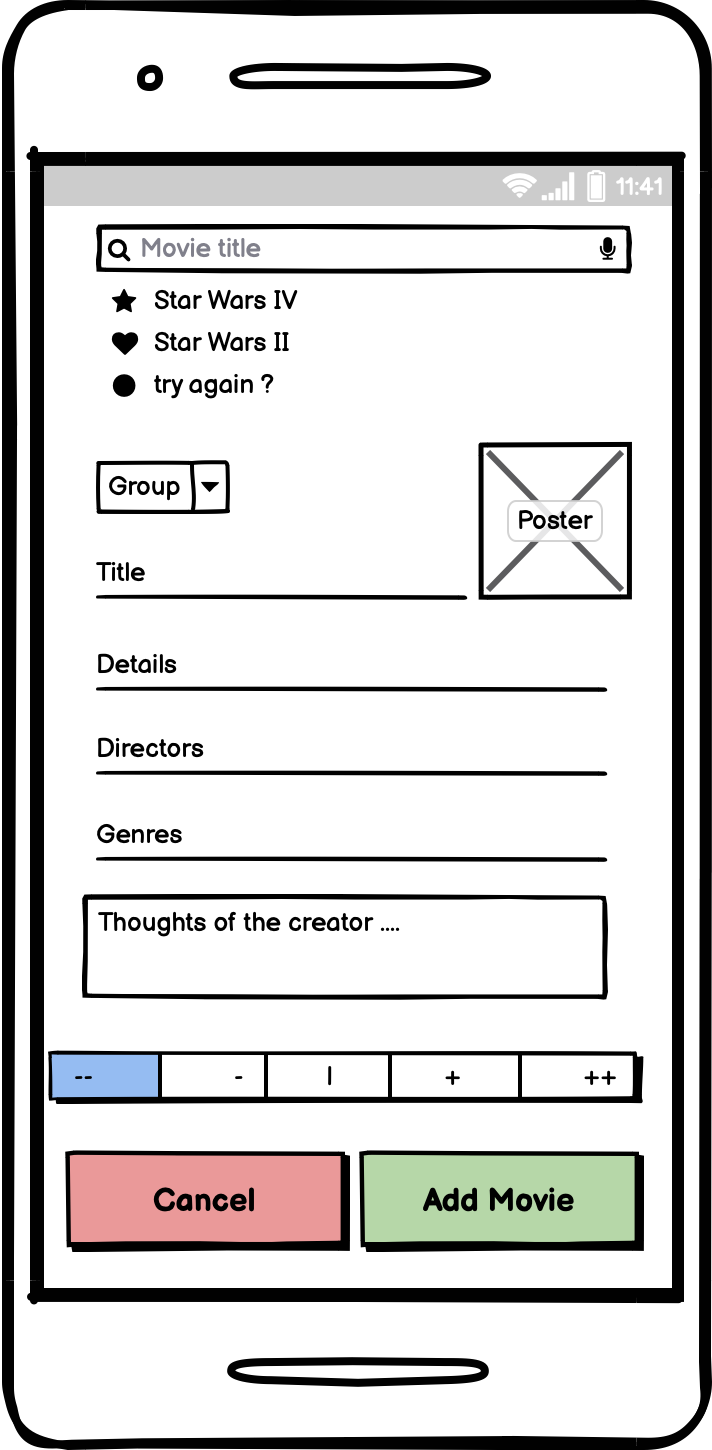 11:41
Movie title
Star Wars IV
Star Wars II
try again ?
Group
Poster
Title
Details
Directors
Genres
Thoughts of the creator ....
-- - | + ++
Cancel Add Movie